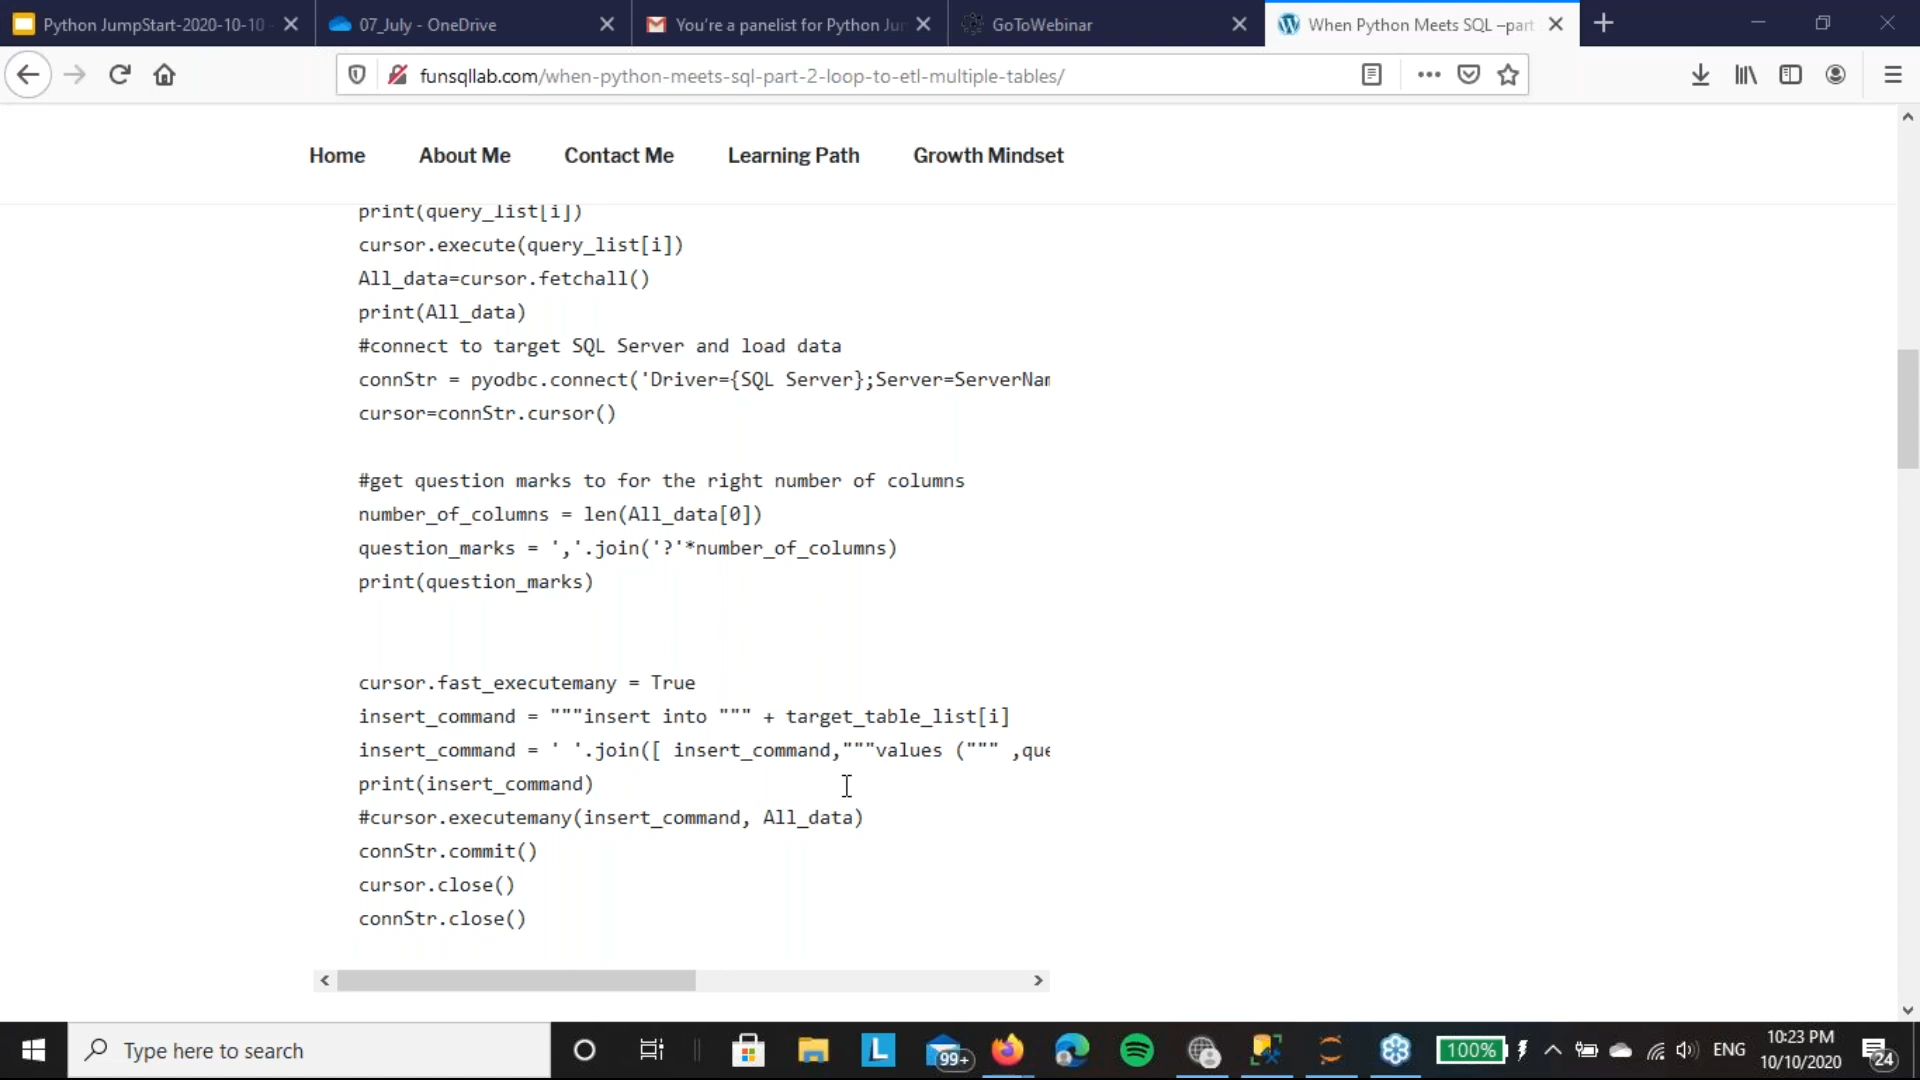 Python JumpStart-2020-10-10 -
07_July - OneDrive
You're a panelist for Python Jun
GoToWebinar
When Python Meets SQL –part
funsqllab.com/when-python-meets-sql-part-2-loop-to-etl-multiple-tables/
Home About Me Contact Me Learning Path Growth Mindset
print(query_list[i])
cursor.execute(query_list[i])
All_data=cursor.fetchall()
print(All_data)
#connect to target SQL Server and load data
connStr = pyodbc.connect('Driver={SQL Server};Server=ServerNam
cursor=connStr.cursor()
#get question marks to for the right number of columns
number_of_columns = len(All_data[0])
question_marks = ','.join('?'*number_of_columns)
print(question_marks)
cursor.fast_executemany = True
insert_command = """insert into """ + target_table_list[i]
insert_command = ' '.join([ insert_command,"""values (""" ,que
print(insert_command)
#cursor.executemany(insert_command, All_data)
connStr.commit()
cursor.close()
connStr.close()
Type here to search
L
99+
100%
ENG
10:23 PM
10/10/2020
24